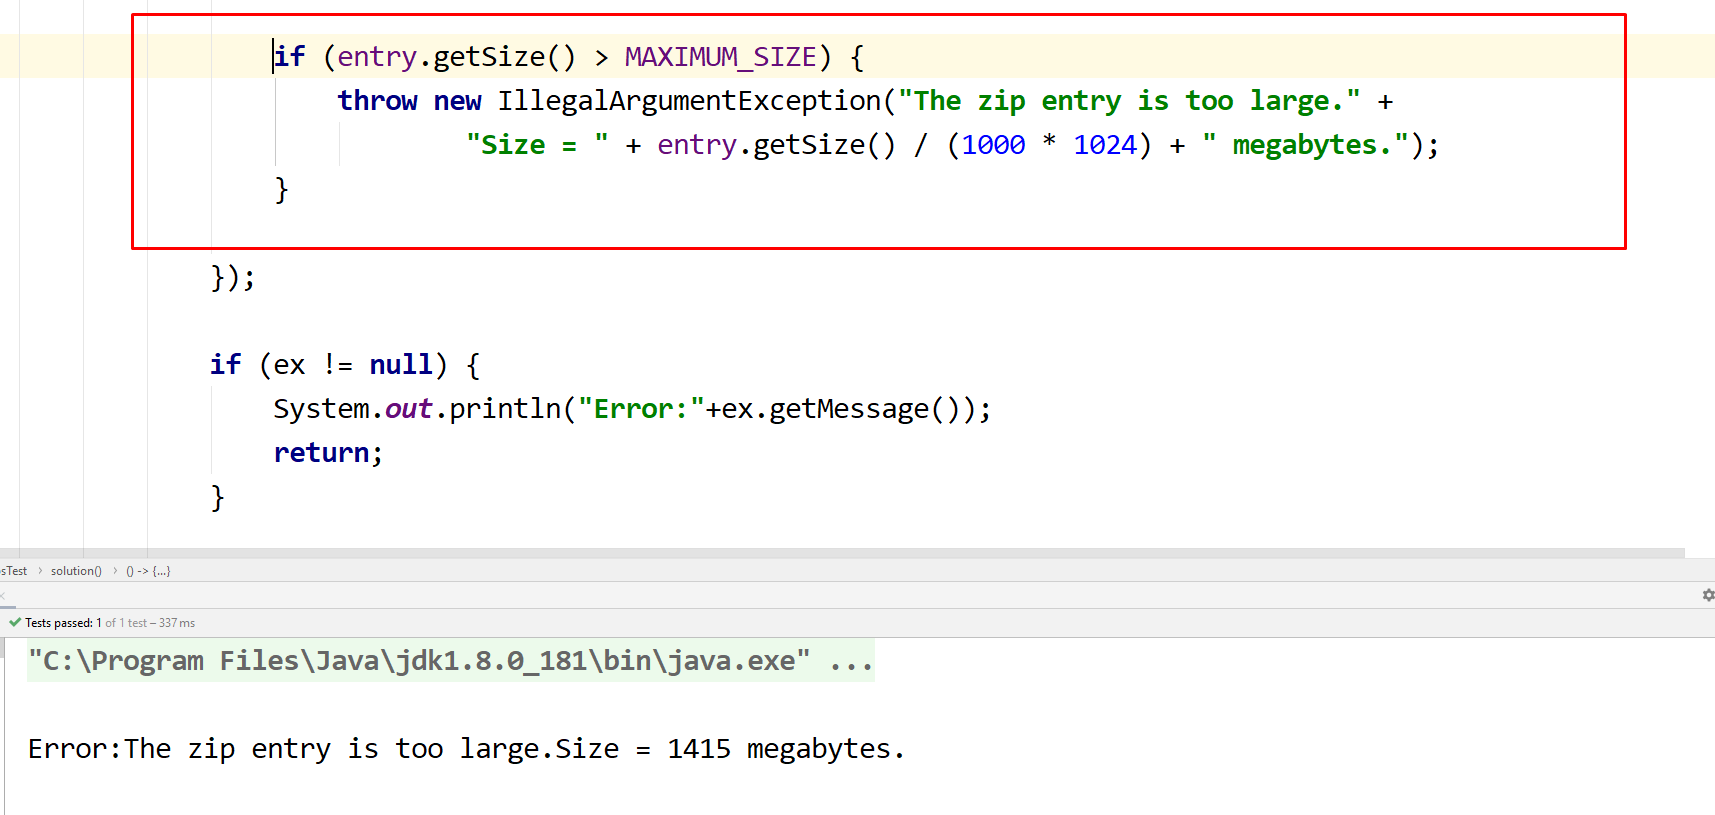 if (entry.getSize() > MAXIMUM_SIZE) {
throw new IllegalArgumentException("The zip entry is too large." +
"Size = " + entry.getSize() / (1000 * 1024) + " megabytes.");
}
});
if (ex != null) {
System.out.println("Error:"+ex.getMessage());
return;
}
sTest › solution() › () -> {...}
Tests passed: 1 of 1 test – 337 ms
"C:\Program Files\Java\jdk1.8.0_181\bin\java.exe" ...
Error:The zip entry is too large.Size = 1415 megabytes.